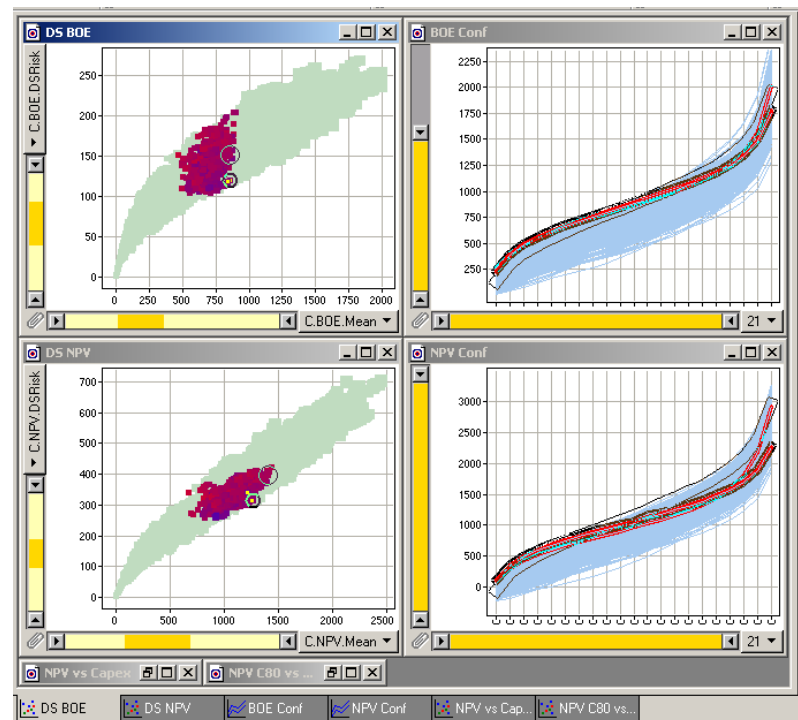 DS BOE
C.BOE.DSRisk
250
200
150
100
50
0
0 250 500 750 1000 1250 1500 1750 2000
C.BOE.Mean
BOE Conf
2250
2000
1750
1500
1250
1000
750
500
250
21
DS NPV
C.NPV.DSRisk
700
600
500
400
300
200
100
0
0 500 1000 1500 2000 2500
C.NPV.Mean
NPV Conf
3000
2500
2000
1500
1000
500
0
21
NPV vs Capex NPV C80 vs ...
DS BOE DS NPV BOE Conf NPV Conf NPV vs Cap... NPV C80 vs...